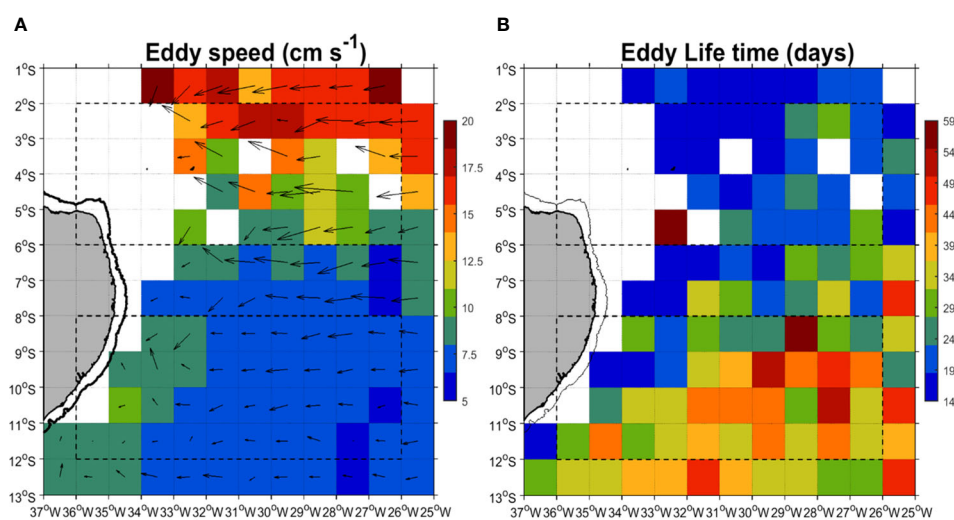 A
B
Eddy speed (cm s⁻¹)
Eddy Life time (days)
1°S
2°S
3°S
4°S
5°S
6°S
7°S
8°S
9°S
10°S
11°S
12°S
13°S
37°W 36°W 35°W 34°W 33°W 32°W 31°W 30°W 29°W 28°W 27°W 26°W 25°W
20
17.5
15
12.5
10
7.5
5
1°S
2°S
3°S
4°S
5°S
6°S
7°S
8°S
9°S
10°S
11°S
12°S
13°S
37°W 36°W 35°W 34°W 33°W 32°W 31°W 30°W 29°W 28°W 27°W 26°W 25°W
59
54
49
44
39
34
29
24
19
14